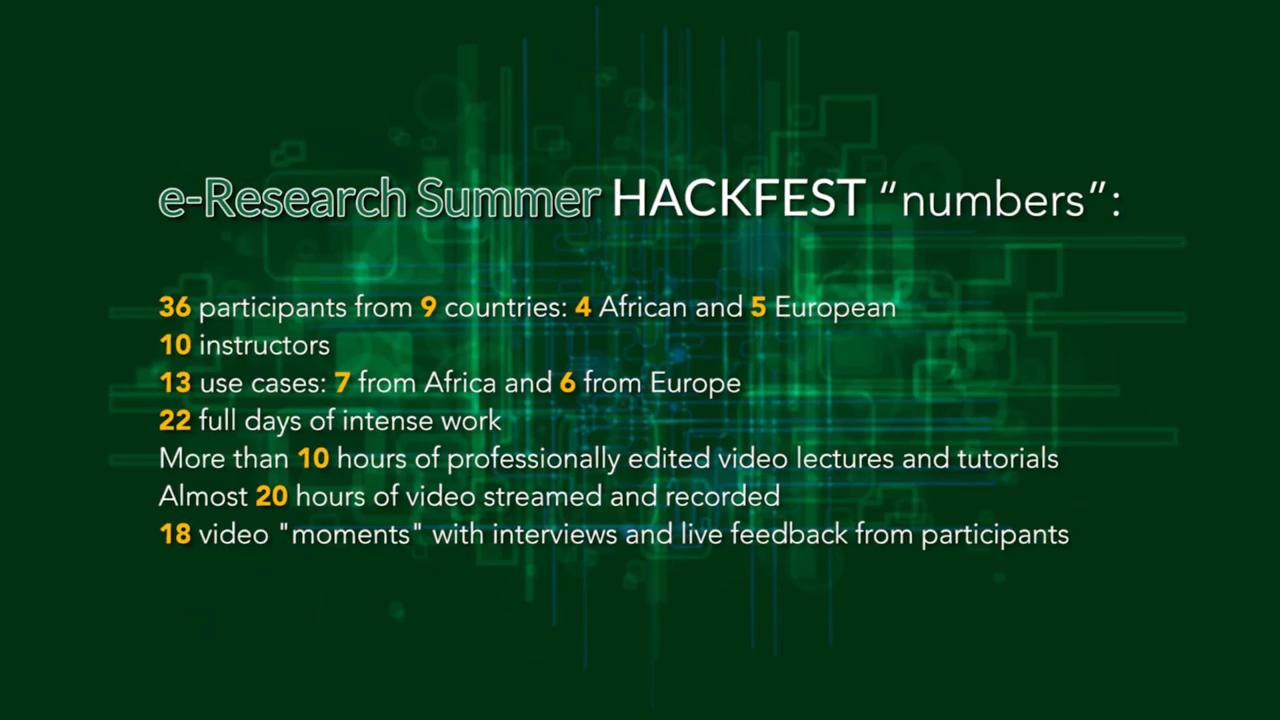 e-Research Summer HACKFEST “numbers”:
36 participants from 9 countries: 4 African and 5 European
10 instructors
13 use cases: 7 from Africa and 6 from Europe
22 full days of intense work
More than 10 hours of professionally edited video lectures and tutorials
Almost 20 hours of video streamed and recorded
18 video "moments" with interviews and live feedback from participants